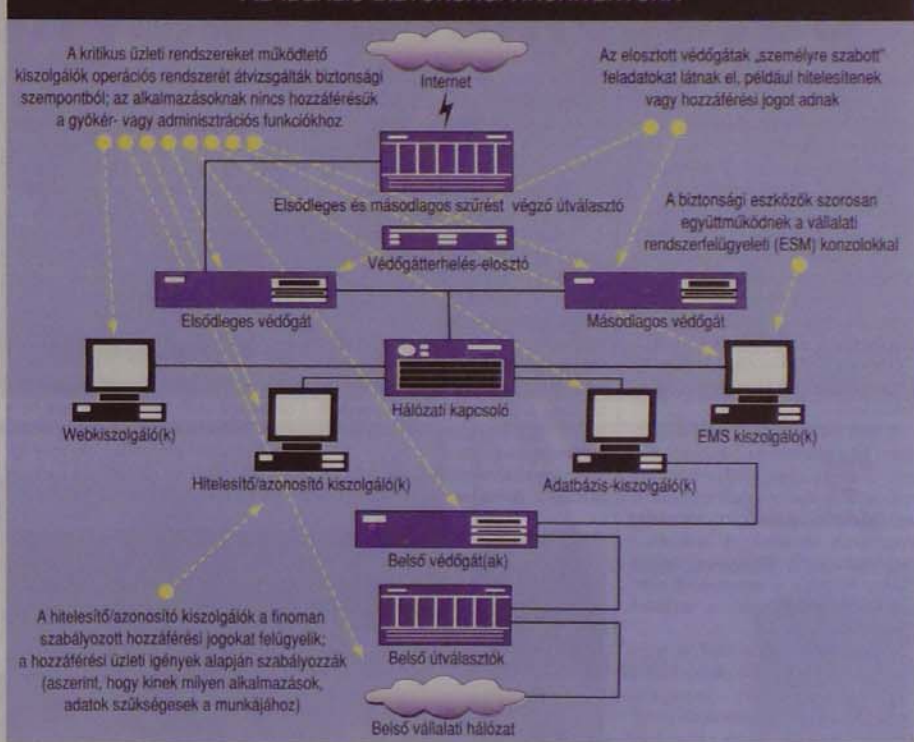 A kritikus üzleti rendszereket működtető
kiszolgálók operációs rendszerét átvizsgálták biztonsági
szempontból; az alkalmazásoknak nincs hozzáférésük
a gyökér- vagy adminisztrációs funkciókhoz
Internet
Az elosztott védőgátak „személyre szabott”
feladatokat látnak el, például hitelesítenek
vagy hozzáférési jogot adnak
Elsődleges és másodlagos szűrést végző útválasztó
A biztonsági eszközök szorosan
együttműködnek a vállalati
rendszerfelügyeleti (ESM) konzolokkal
Védőgátterhelés-elosztó
Elsődleges védőgát
Másodlagos védőgát
Hálózati kapcsoló
Webkiszolgáló(k)
EMS kiszolgáló(k)
Hitelesítő/azonosító kiszolgáló(k)
Adatbázis-kiszolgáló(k)
Belső védőgát(ak)
A hitelesítő/azonosító kiszolgálók a finoman
szabályozott hozzáférési jogokat felügyelik;
a hozzáférési üzleti igények alapján szabályozzák
(aszerint, hogy kinek milyen alkalmazások,
adatok szükségesek a munkájához)
Belső útválasztók
Belső vállalati hálózat